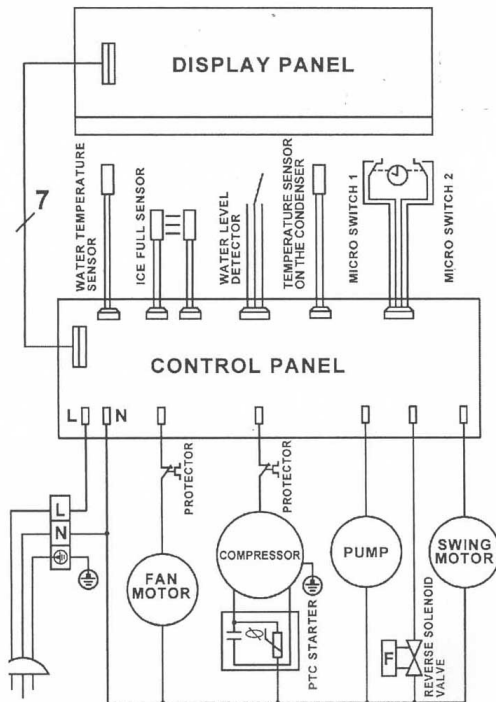 DISPLAY PANEL
7
WATER TEMPERATURE
SENSOR
ICE FULL SENSOR
WATER LEVEL
DETECTOR
TEMPERATURE SENSOR
ON THE CONDENSER
MICRO SWITCH 1
MICRO SWITCH 2
CONTROL PANEL
L
N
L
N
PROTECTOR
PROTECTOR
FAN
MOTOR
COMPRESSOR
PUMP
SWING
MOTOR
PTC STARTER
F
REVERSE SOLENOID
VALVE